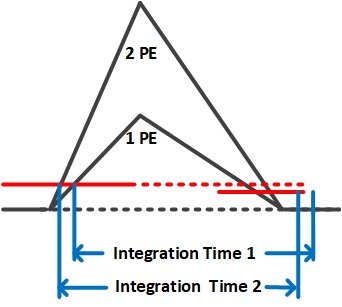 2 PE
1 PE
Integration Time 1
Integration Time 2